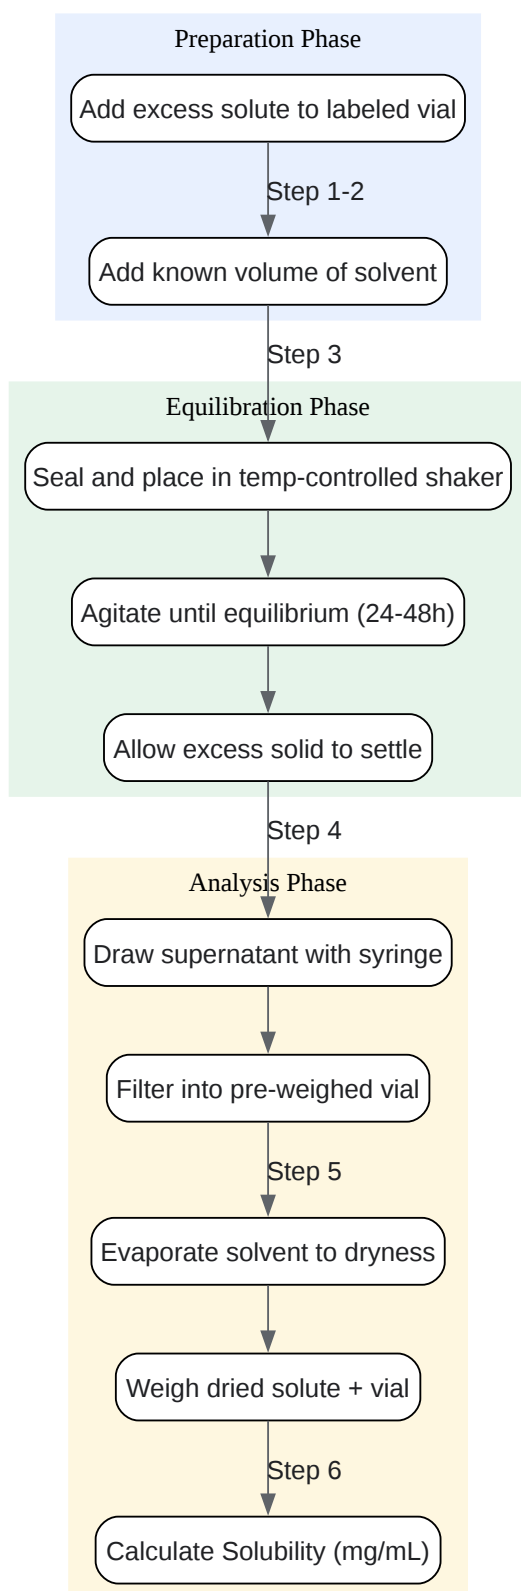 Preparation Phase
Add excess solute to labeled vial
Step 1-2
Add known volume of solvent
Step 3
Equilibration Phase
Seal and place in temp-controlled shaker
Agitate until equilibrium (24-48h)
Allow excess solid to settle
Step 4
Analysis Phase
Draw supernatant with syringe
Filter into pre-weighed vial
Step 5
Evaporate solvent to dryness
Weigh dried solute + vial
Step 6
Calculate Solubility (mg/mL)